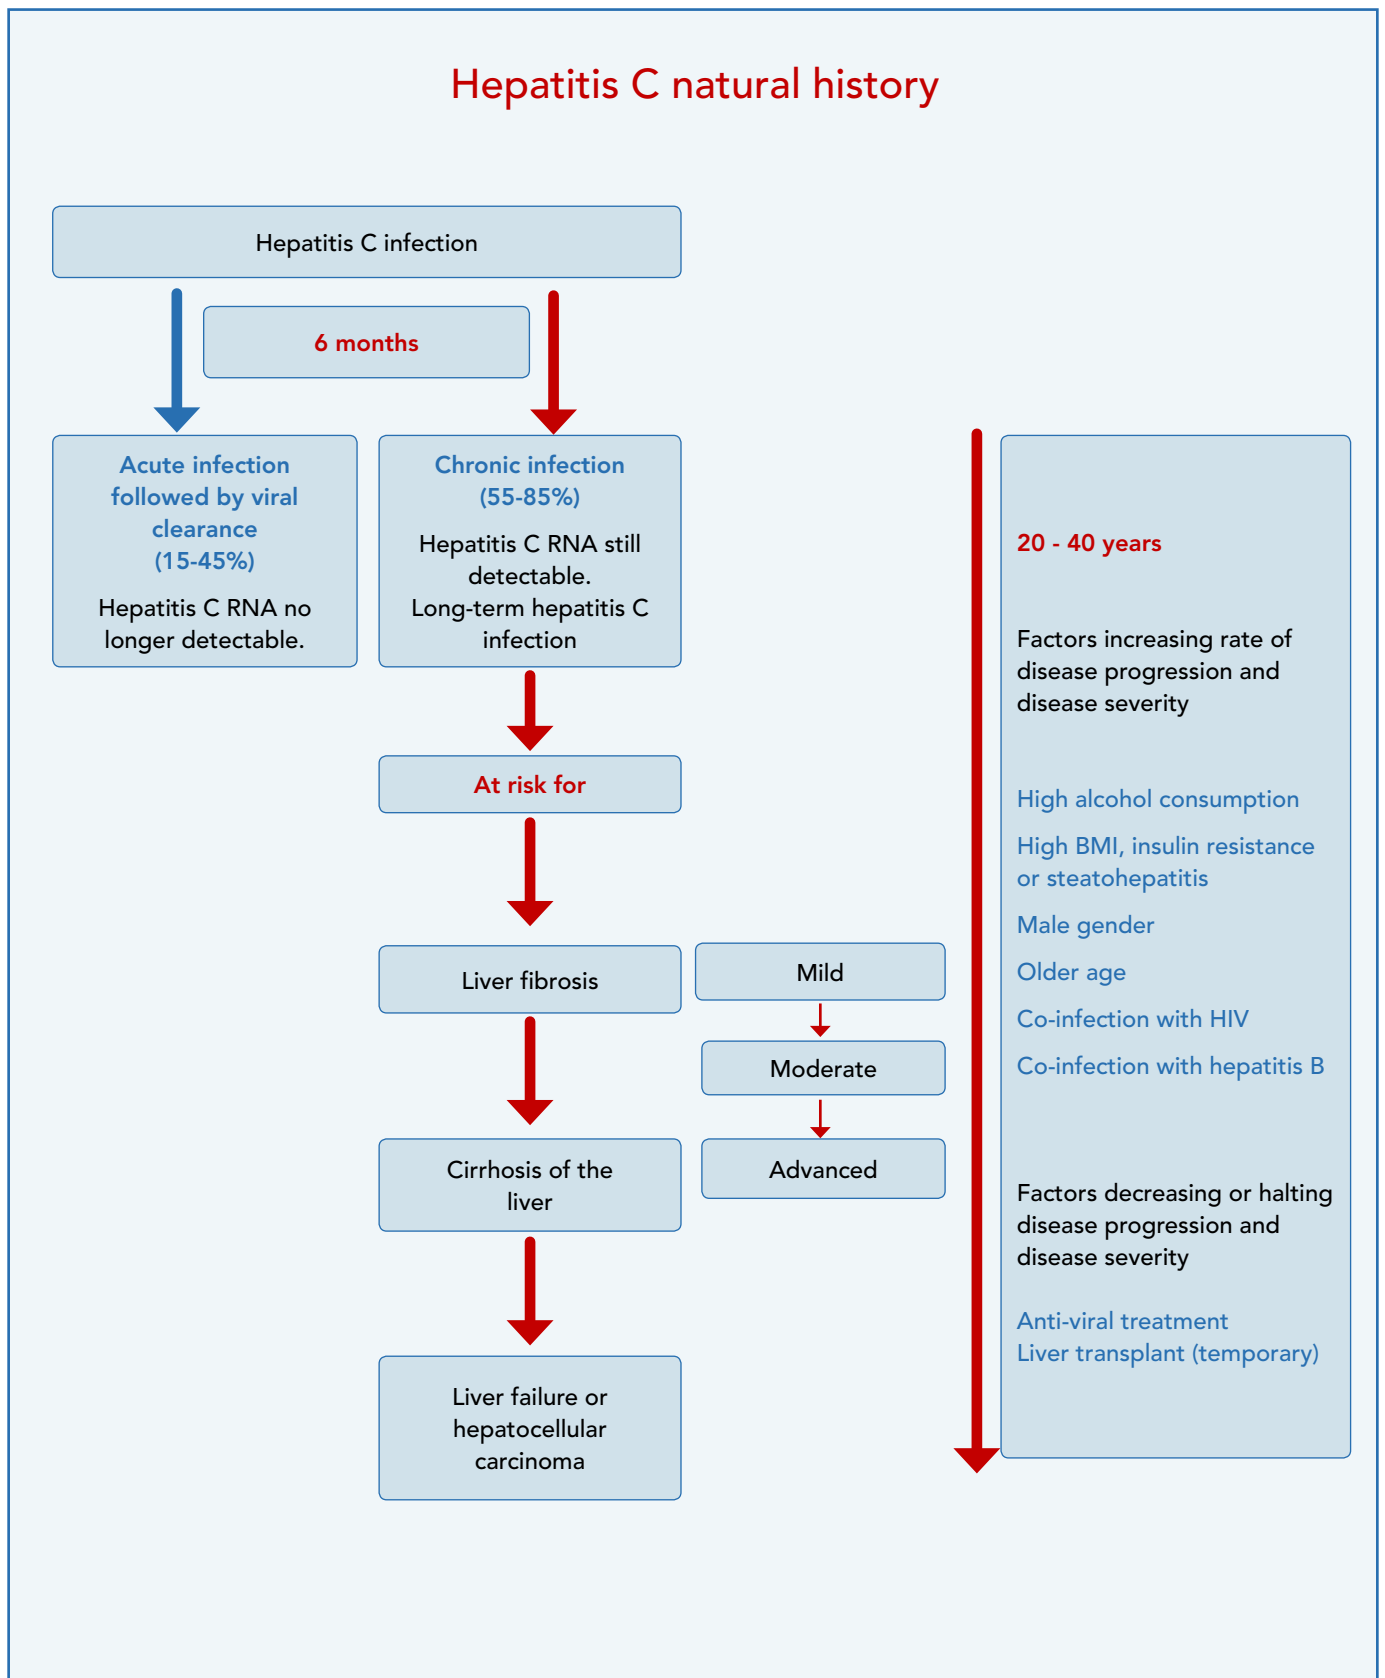 Hepatitis C natural history
Hepatitis C infection
6 months
Acute infection
followed by viral
clearance
(15-45%)
Hepatitis C RNA no
longer detectable.
Chronic infection
(55-85%)
Hepatitis C RNA still
detectable.
Long-term hepatitis C
infection
At risk for
Liver fibrosis
Mild
Moderate
Advanced
Cirrhosis of the
liver
Liver failure or
hepatocellular
carcinoma
20 - 40 years
Factors increasing rate of
disease progression and
disease severity
High alcohol consumption
High BMI, insulin resistance
or steatohepatitis
Male gender
Older age
Co-infection with HIV
Co-infection with hepatitis B
Factors decreasing or halting
disease progression and
disease severity
Anti-viral treatment
Liver transplant (temporary)